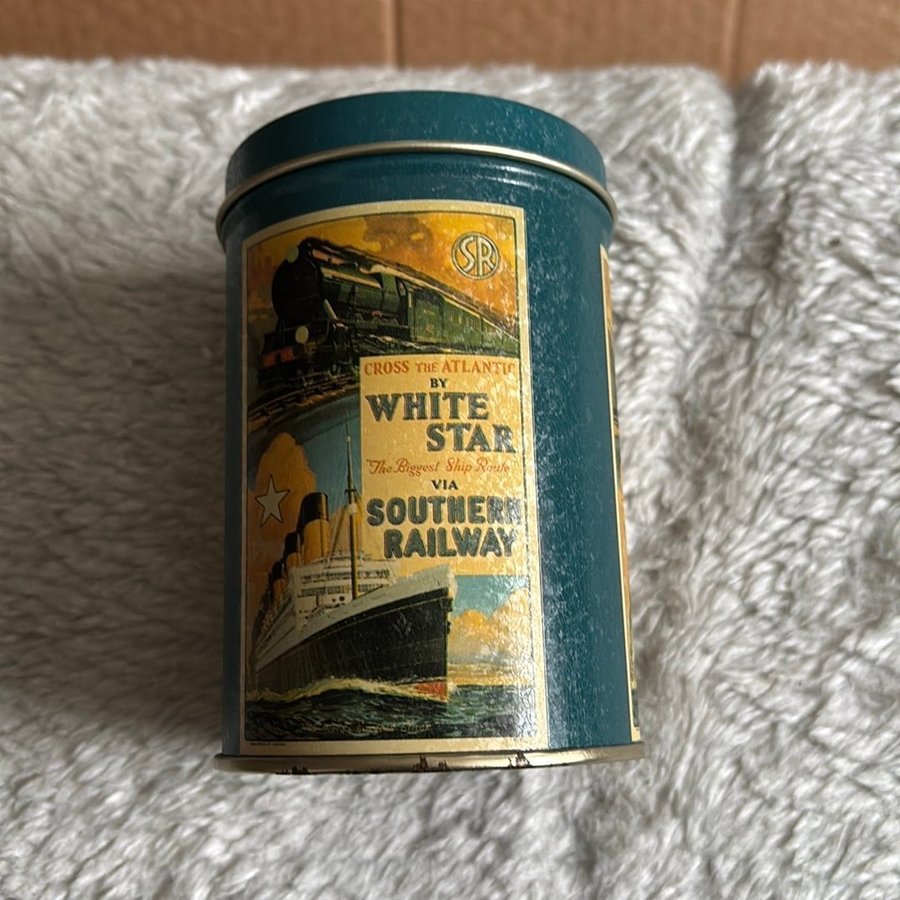 SR
CROSS THE ATLANTIC
BY
WHITE
STAR
The Biggest Ship Route
VIA
SOUTHERN
RAILWAY